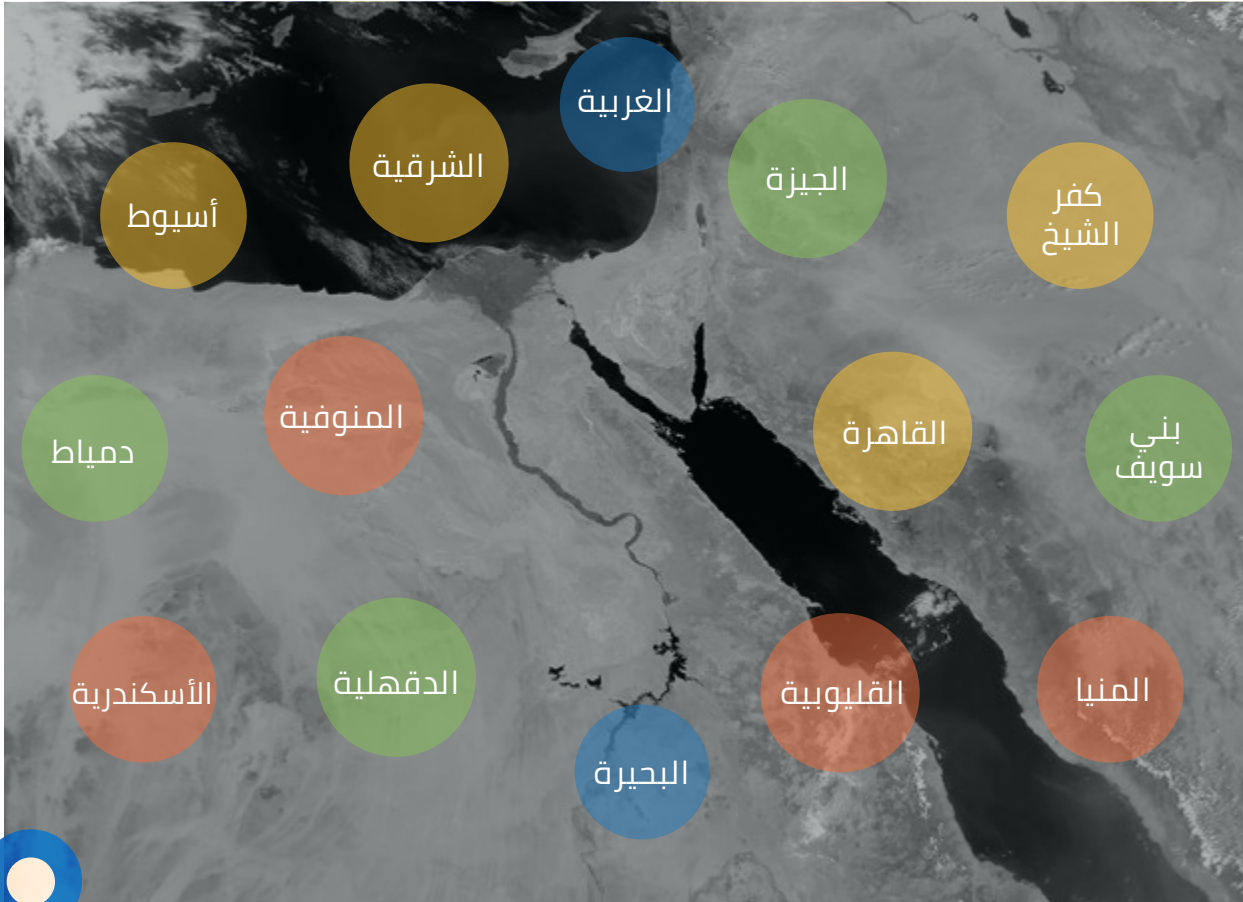 الغربية
الشرقية
الجيزة
أسيوط
كفر
الشيخ
المنوفية
القاهرة
دمياط
بني
سويف
الدقهلية
الأسكندرية
القليوبية
المنيا
البحيرة